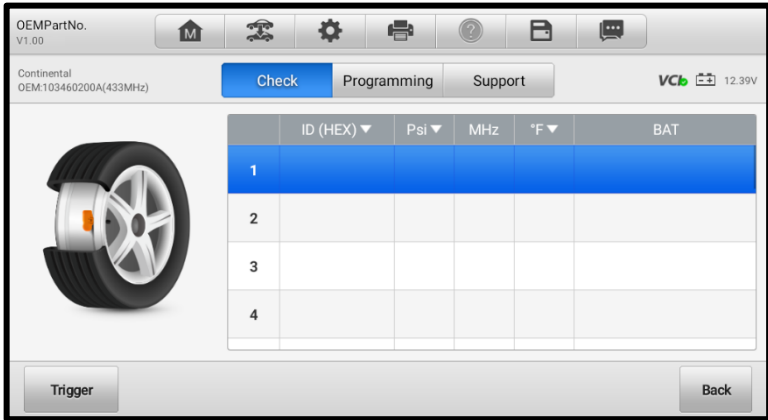 OEMPartNo.
V1.00
M
?
Continental
OEM:103460200A(433MHz)
Check
Programming
Support
VCI
12.39V
ID (HEX) ▼
Psi ▼
MHz
°F ▼
BAT
1
2
3
4
Trigger
Back